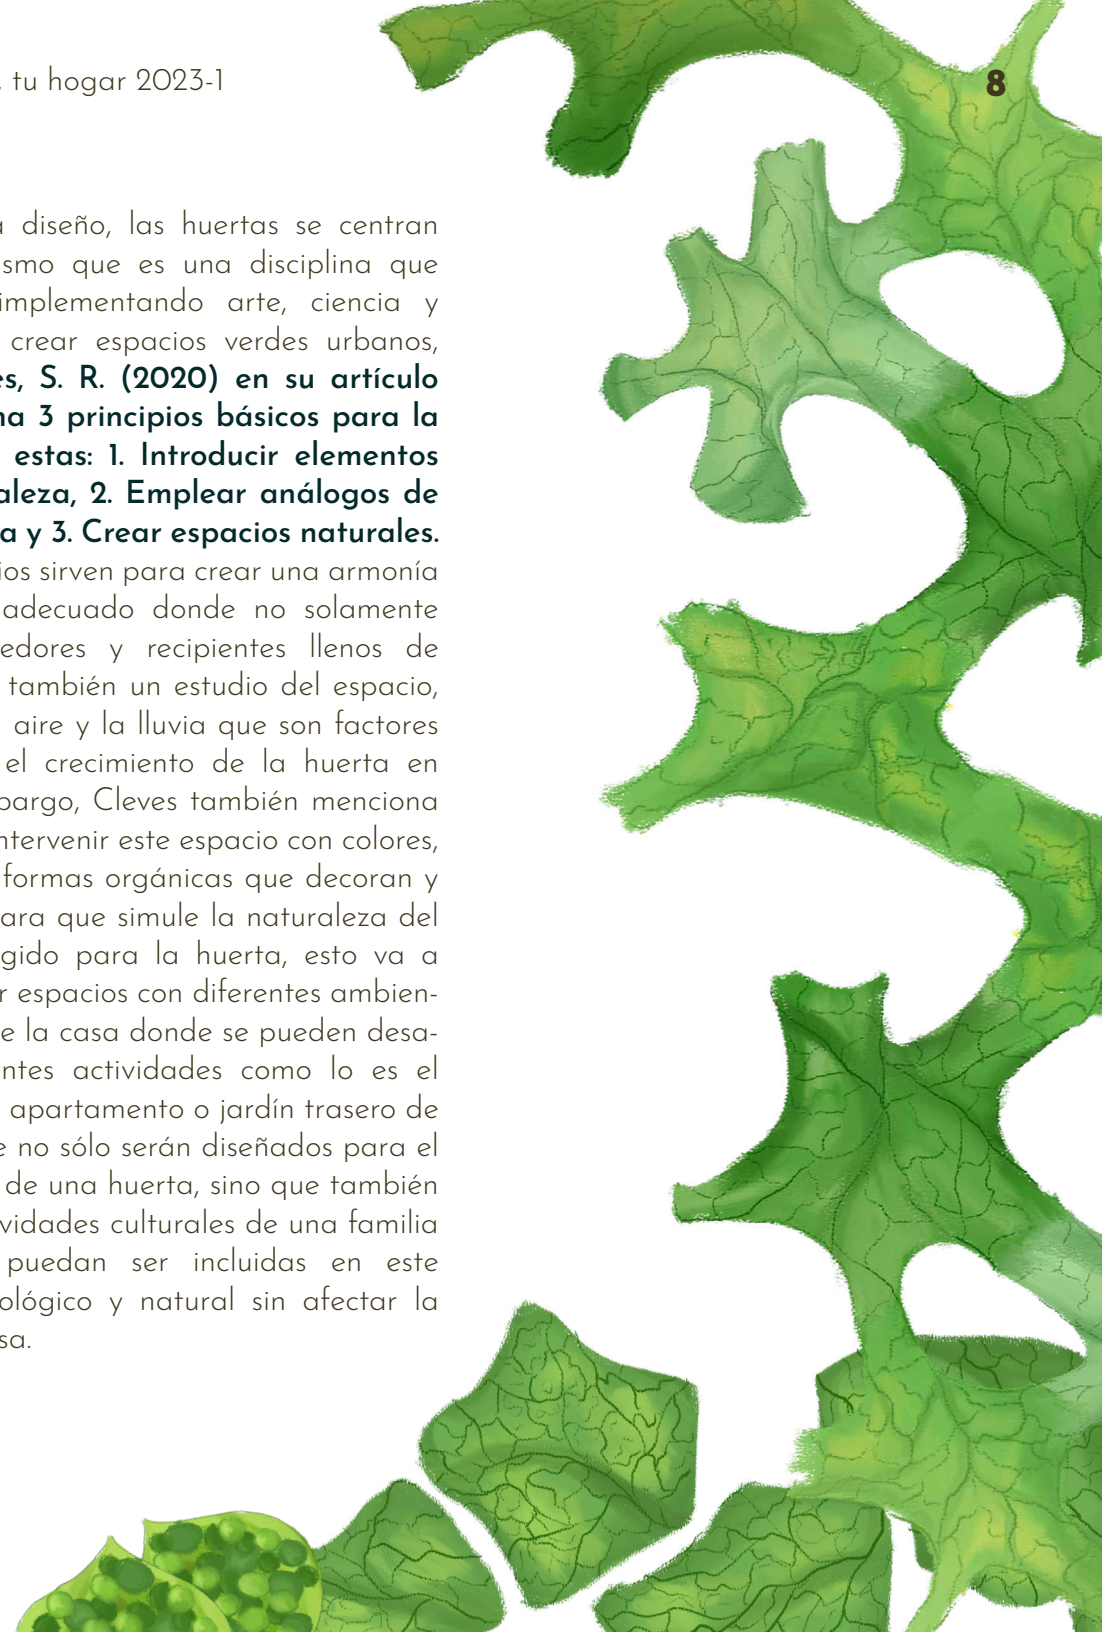 tu hogar 2023-1
8
diseño, las huertas se centran
ismo que es una disciplina que
implementando arte, ciencia y
crear espacios verdes urbanos,
es, S. R. (2020) en su artículo
na 3 principios básicos para la
estas: 1. Introducir elementos
aleza, 2. Emplear análogos de
a y 3. Crear espacios naturales.
ios sirven para crear una armonía
adecuado donde no solamente
edores y recipientes llenos de
también un estudio del espacio,
aire y la lluvia que son factores
el crecimiento de la huerta en
bargo, Cleves también menciona
ntervenir este espacio con colores,
formas orgánicas que decoran y
ara que simule la naturaleza del
gido para la huerta, esto va a
r espacios con diferentes ambien-
e la casa donde se pueden desa-
ntes actividades como lo es el
apartamento o jardín trasero de
e no sólo serán diseñados para el
de una huerta, sino que también
vidades culturales de una familia
puedan ser incluidas en este
ológico y natural sin afectar la
sa.